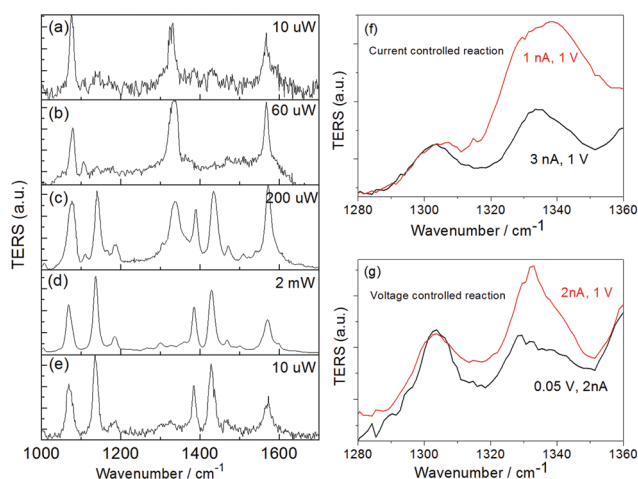 (a)
10 uW
(b)
60 uW
(c)
200 uW
(d)
2 mW
(e)
10 uW
TERS (a.u.)
1000 1200 1400 1600
Wavenumber / cm-1
(f)
Current controlled reaction
1 nA, 1 V
3 nA, 1 V
TERS (a.u.)
1280 1300 1320 1340 1360
Wavenumber / cm-1
(g)
Voltage controlled reaction
2nA, 1 V
0.05 V, 2nA
TERS (a.u.)
1280 1300 1320 1340 1360
Wavenumber / cm-1